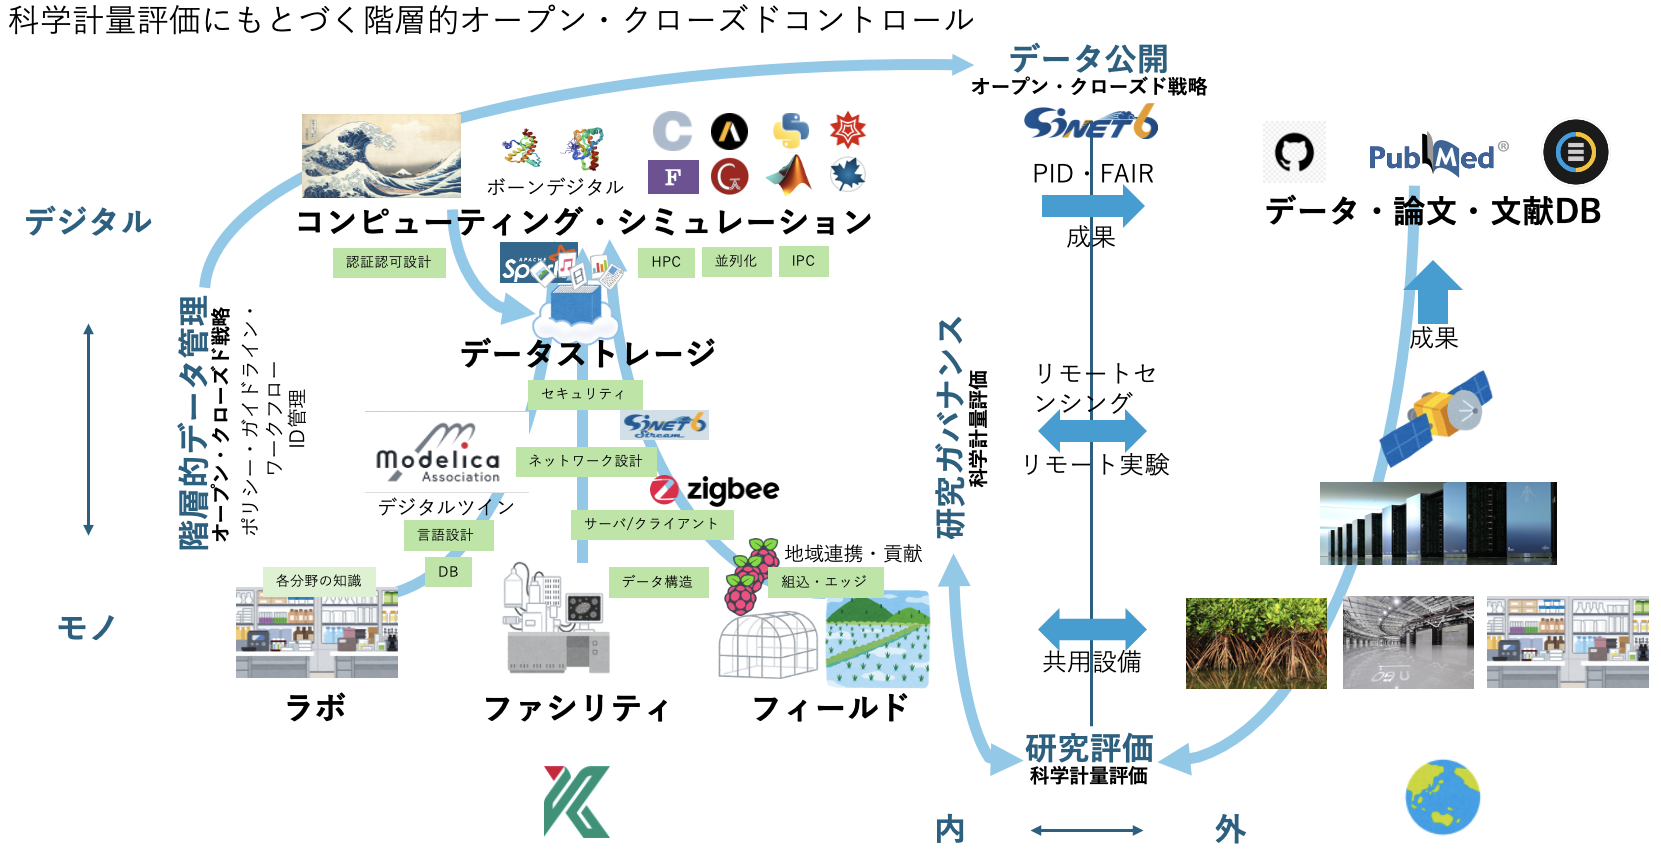 科学計量評価にもとづく階層的オープン・クローズドコントロール
データ公開
オープン・クローズド戦略
SINET6
PID・FAIR
成果
C
F
ボーンデジタル
コンピューティング・シミュレーション
認証認可設計
APACHE
Spark
HPC
並列化
IPC
デジタル
モノ
階層的データ管理
オープン・クローズド戦略
ポリシー・ガイドライン・
ワークフロー
ID管理
データストレージ
セキュリティ
SINET6
Stream
Modelica
Association
ネットワーク設計
デジタルツイン
zigbee
言語設計
サーバ/クライアント
DB
各分野の知識
データ構造
地域連携・貢献
組込・エッジ
ラボ
ファシリティ
フィールド
研究ガバナンス
科学計量評価
リモートセ
ンシング
リモート実験
共用設備
研究評価
科学計量評価
内
外
PubMed®
データ・論文・文献DB
成果